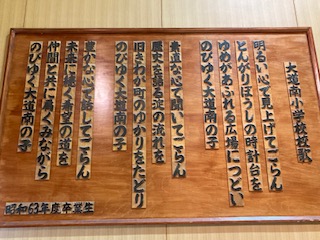 大道南小学校校歌
明るい心で見上げてごらん
とんがりぼうしの時計台を
ゆめがあふれる広場につどい
のびゆく大道南の子
素直な心で聞いてごらん
歴史を残る淀の流れを
旧きわが町のゆかりをたどり
のびゆく大道南の子
豊かな心で話してごらん
未来に続く希望の道を
仲間と共に肩くみながら
のびゆく大道南の子
昭和63年度卒業生